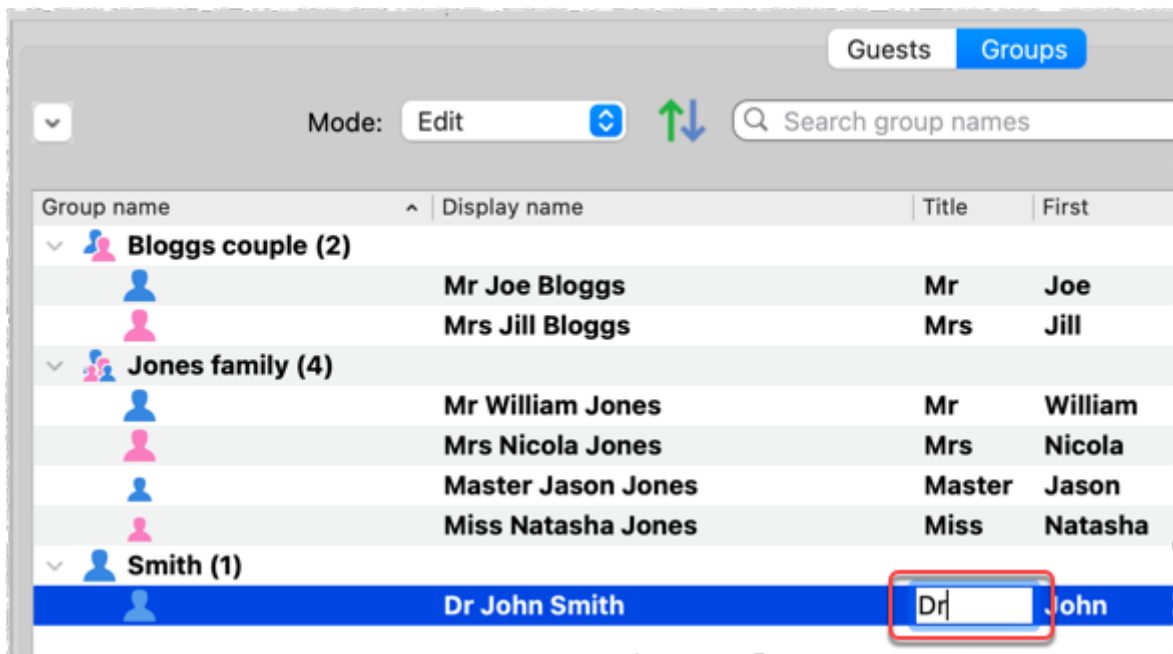 Guests Groups
Mode: Edit Search group names
Group name Display name Title First
Bloggs couple (2)
Mr Joe Bloggs Mr Joe
Mrs Jill Bloggs Mrs Jill
Jones family (4)
Mr William Jones Mr William
Mrs Nicola Jones Mrs Nicola
Master Jason Jones Master Jason
Miss Natasha Jones Miss Natasha
Smith (1)
Dr John Smith Dr John